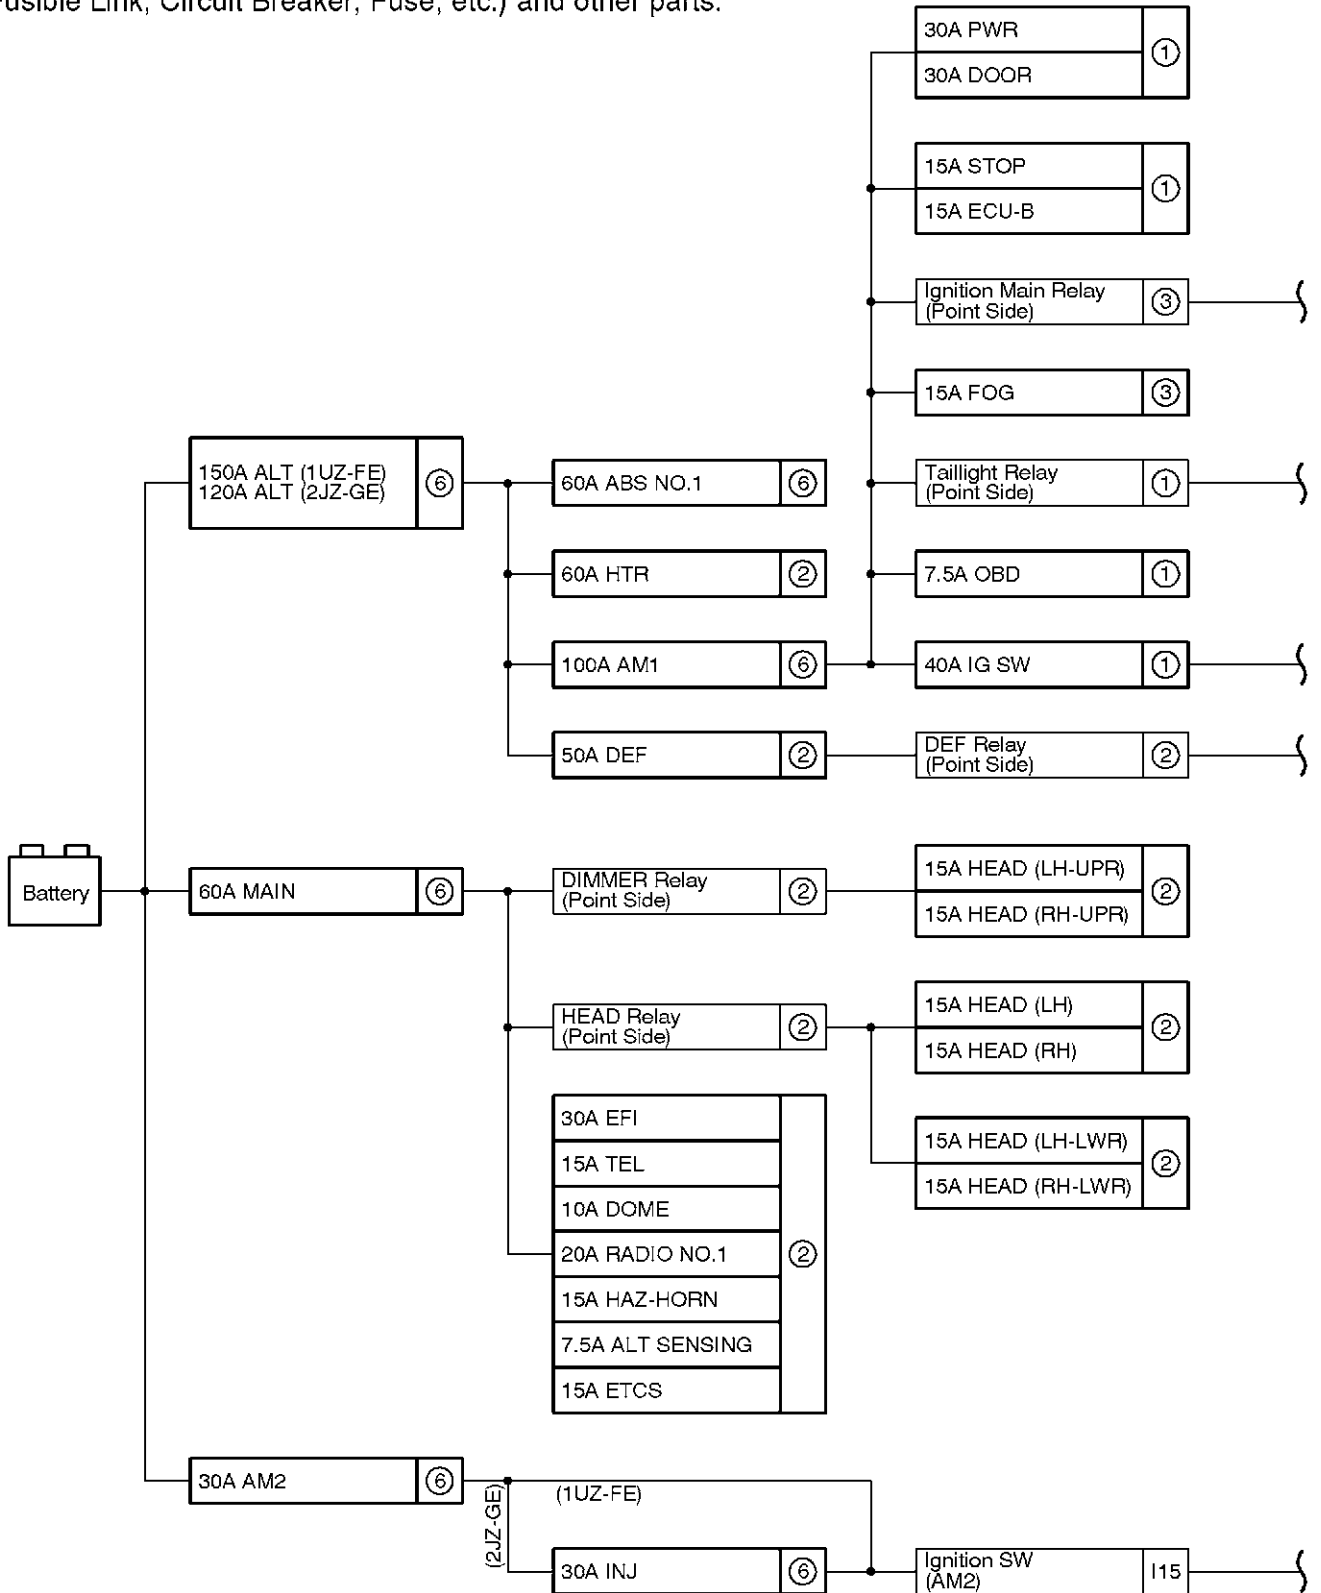 Fusible Link, Circuit Breaker, Fuse, etc.) and other parts.
30A PWR
30A DOOR
1
15A STOP
15A ECU-B
1
Ignition Main Relay
(Point Side)
3
15A FOG
3
150A ALT (1UZ-FE)
120A ALT (2JZ-GE)
6
60A ABS NO.1
6
Taillight Relay
(Point Side)
1
60A HTR
2
7.5A OBD
1
100A AM1
6
40A IG SW
1
50A DEF
2
DEF Relay
(Point Side)
2
Battery
60A MAIN
6
DIMMER Relay
(Point Side)
2
15A HEAD (LH-UPR)
15A HEAD (RH-UPR)
2
HEAD Relay
(Point Side)
2
15A HEAD (LH)
15A HEAD (RH)
2
30A EFI
15A TEL
10A DOME
20A RADIO NO.1
15A HAZ-HORN
7.5A ALT SENSING
15A ETCS
2
15A HEAD (LH-LWR)
15A HEAD (RH-LWR)
2
30A AM2
6
(2JZ-GE)
(1UZ-FE)
30A INJ
6
Ignition SW
(AM2)
I15